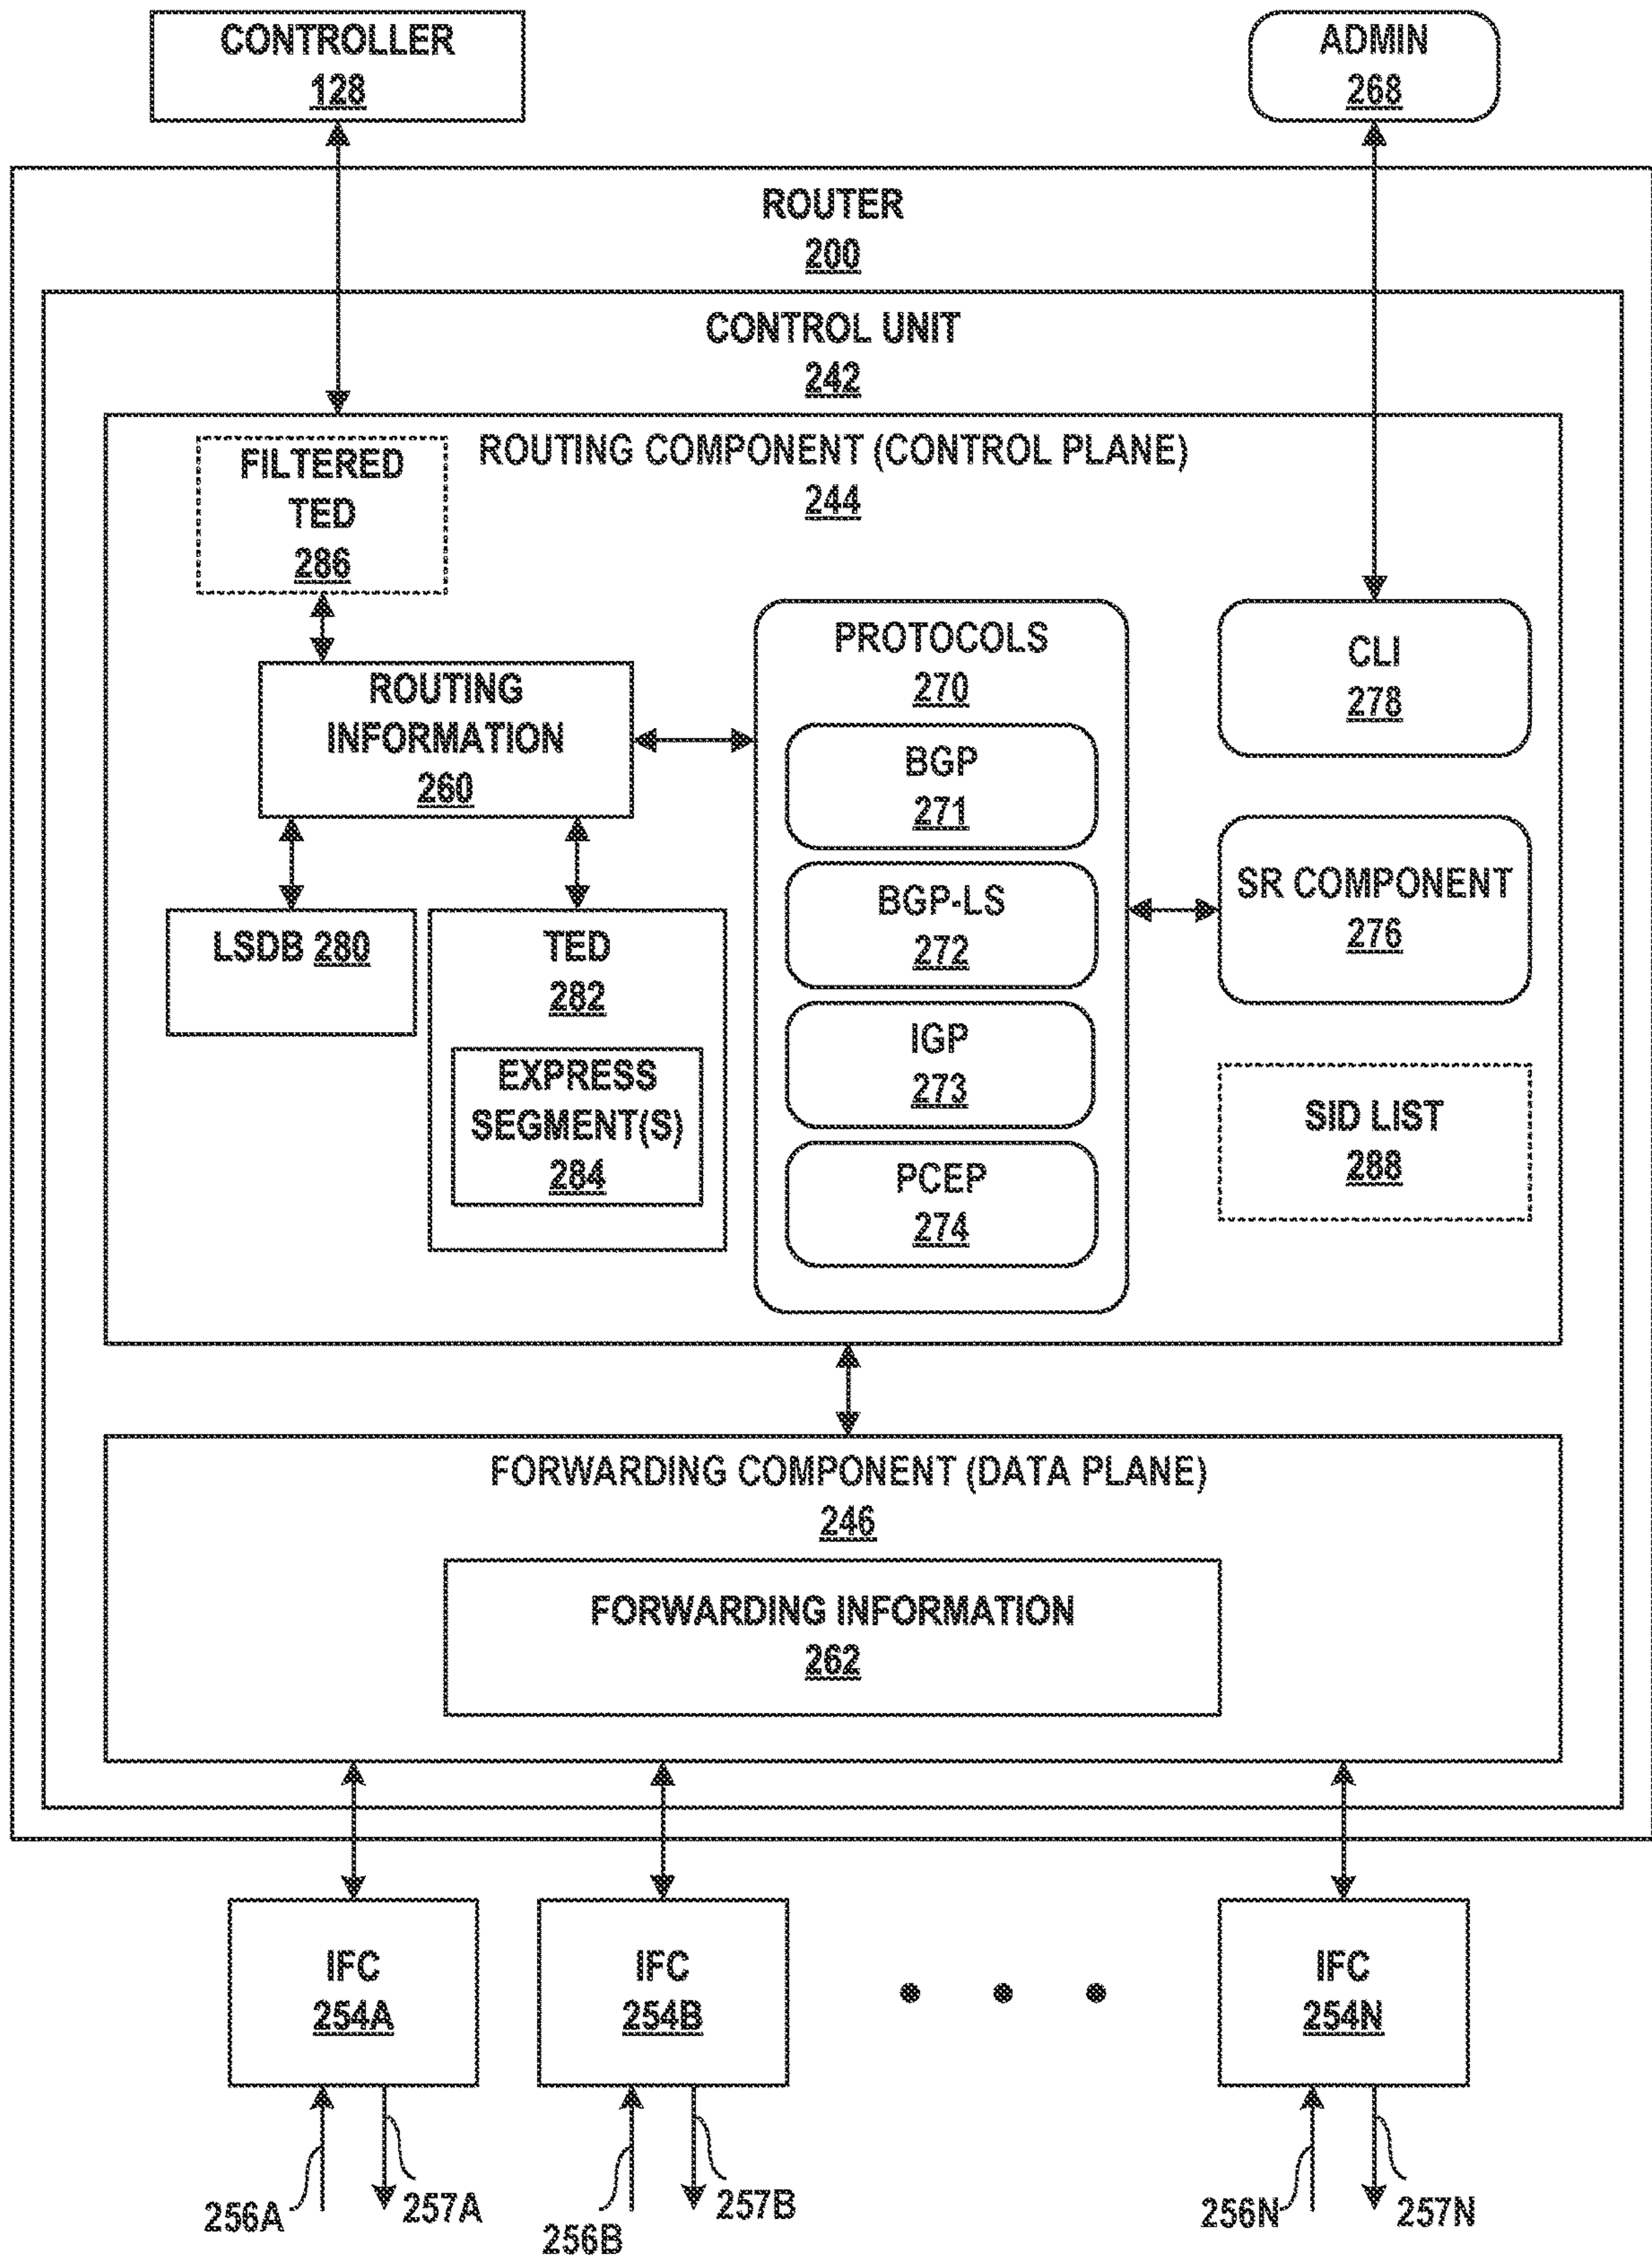 CONTROLLER
128
ADMIN
268
ROUTER
200
CONTROL UNIT
242
ROUTING COMPONENT (CONTROL PLANE)
244
FILTERED
TED
286
ROUTING
INFORMATION
260
LSDB 280
TED
282
EXPRESS
SEGMENT(S)
284
PROTOCOLS
270
BGP
271
BGP-LS
272
IGP
273
PCEP
274
CLI
278
SR COMPONENT
276
SID LIST
288
FORWARDING COMPONENT (DATA PLANE)
246
FORWARDING INFORMATION
262
IFC
254A
IFC
254B
IFC
254N
256A
257A
256B
257B
256N
257N